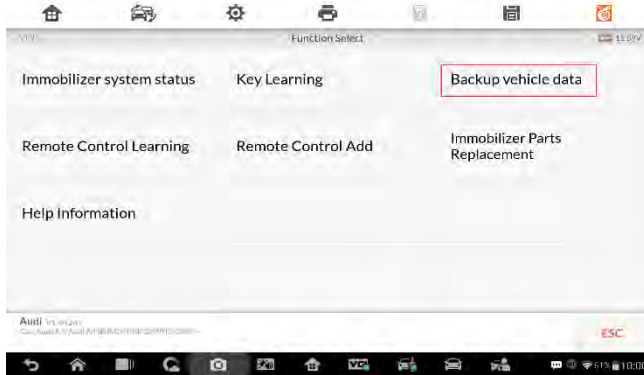 Function Select
Immobilizer system status
Key Learning
Backup vehicle data
Remote Control Learning
Remote Control Add
Immobilizer Parts
Replacement
Help Information
Audi
ESC
61%